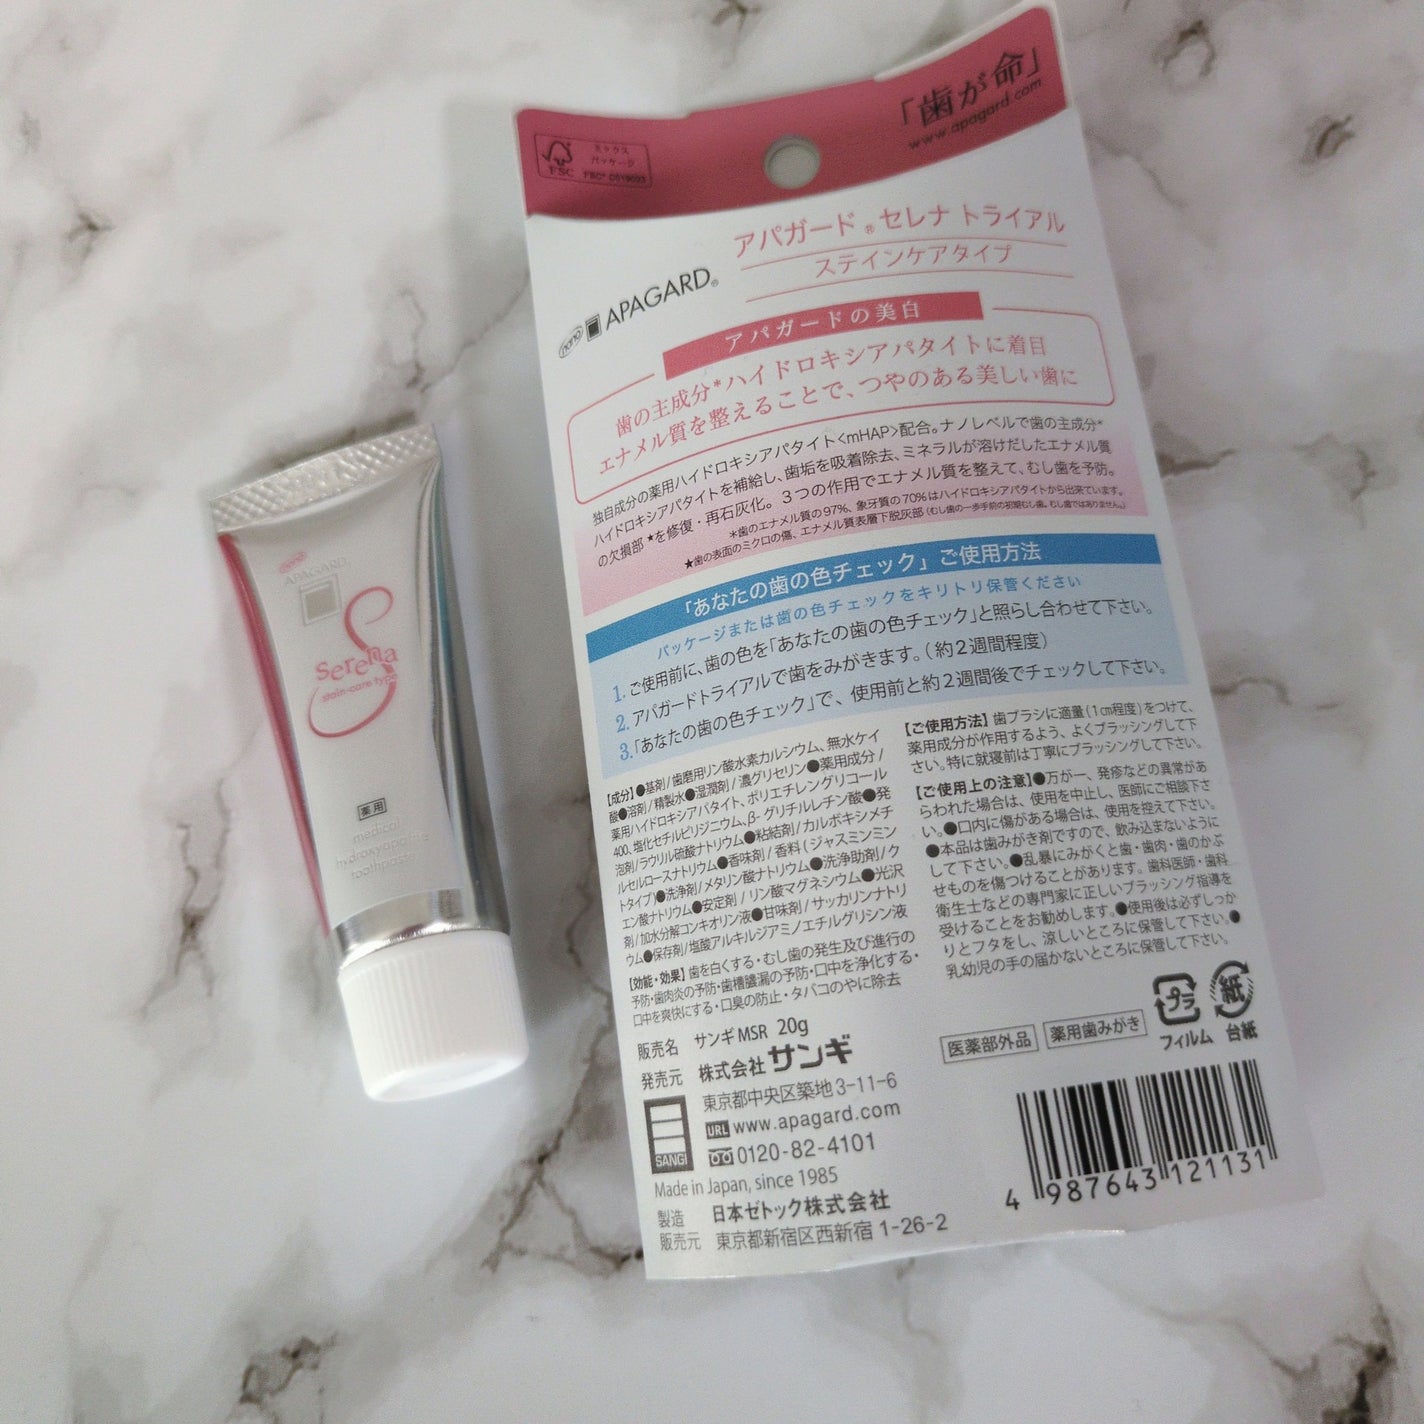 nano
APAGARD
Serena
stain-care type
薬用
medical
hydroxyapatite
toothpaste
FSC
ミックス
パッケージ
FSC® C019033
「歯が命」
www.apagard.com
アパガード®セレナ トライアル
ステインケアタイプ
nano APAGARD®
アパガードの美白
歯の主成分*ハイドロキシアパタイトに着目
エナメル質を整えることで、つやのある美しい歯に
独自成分の薬用ハイドロキシアパタイト<mHAP>配合。ナノレベルで歯の主成分*
ハイドロキシアパタイトを補給し、歯垢を吸着除去、ミネラルが溶けだしたエナメル質
の欠損部★を修復・再石灰化。3つの作用でエナメル質を整えて、むし歯を予防。
*歯のエナメル質の97%、象牙質の70%はハイドロキシアパタイトから出来ています。
★歯の表面のミクロの傷、エナメル質表層下脱灰部(むし歯の一歩手前の初期むし歯。むし歯ではありません。)
「あなたの歯の色チェック」ご使用方法
パッケージまたは歯の色チェックをキリトリ保管ください
1. ご使用前に、歯の色を「あなたの歯の色チェック」と照らし合わせて下さい。
2. アパガードトライアルで歯をみがきます。(約2週間程度)
3. 「あなたの歯の色チェック」で、使用前と約2週間後でチェックして下さい。
【成分】●基剤/歯磨用リン酸水素カルシウム、無水ケイ
酸●溶剤/精製水●湿潤剤/濃グリセリン●薬用成分/
薬用ハイドロキシアパタイト、ポリエチレングリコール
400、塩化セチルピリジニウム、β-グリチルレチン酸●発
泡剤/ラウリル硫酸ナトリウム●粘結剤/カルボキシメチ
ルセルロースナトリウム●香味剤/香料(ジャスミンミン
トタイプ)●洗浄剤/メタリン酸ナトリウム●洗浄助剤/ク
エン酸ナトリウム●安定剤/リン酸マグネシウム●光沢
剤/加水分解コンキオリン液●甘味剤/サッカリンナトリ
ウム●保存剤/塩酸アルキルジアミノエチルグリシン液
【効能・効果】歯を白くする・むし歯の発生及び進行の
予防・歯肉炎の予防・歯槽膿漏の予防・口中を浄化する・
口中を爽快にする・口臭の防止・タバコのやに除去
【ご使用方法】歯ブラシに適量(1㎝程度)をつけて、
薬用成分が作用するよう、よくブラッシングして下
さい。特に就寝前は丁寧にブラッシングして下さい。
【ご使用上の注意】●万が一、発疹などの異常があ
らわれた場合は、使用を中止し、医師にご相談下さ
い。●口内に傷がある場合は、使用を控えて下さい。
●本品は歯みがき剤ですので、飲み込まないように
して下さい。●乱暴にみがくと歯・歯肉・歯のかぶ
せものを傷つけることがあります。歯科医師・歯科
衛生士などの専門家に正しいブラッシング指導を
受けることをお勧めします。●使用後は必ずしっか
りとフタをし、涼しいところに保管して下さい。●
乳幼児の手の届かないところに保管して下さい。
販売名 サンギMSR 20g
発売元 株式会社サンギ
東京都中央区築地3-11-6
URL www.apagard.com
0120-82-4101
SANGI
Made in Japan, since 1985
製造 日本ゼトック株式会社
販売元 東京都新宿区西新宿1-26-2
医薬部外品 薬用歯みがき
プラ
フィルム
紙
台紙
4 987643 121131